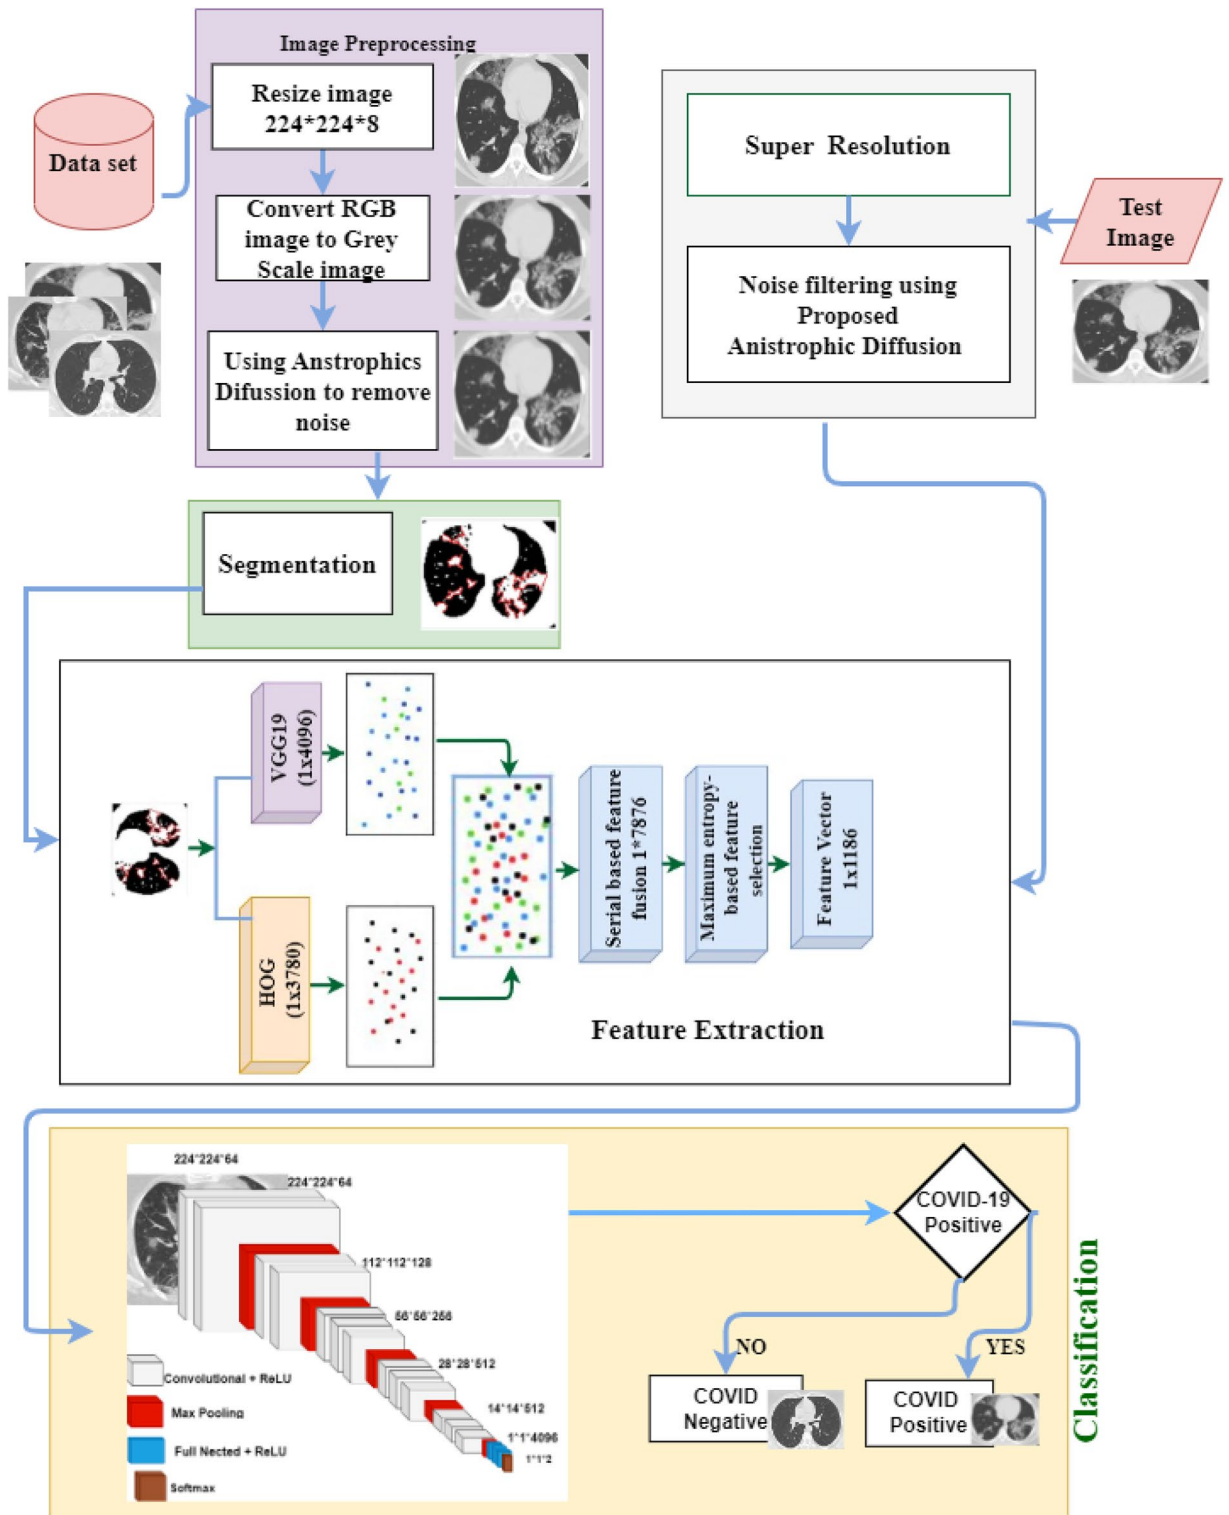 Image Preprocessing
Data set
Resize image
224*224*8
Convert RGB
image to Grey
Scale image
Using Anstrophics
Difussion to remove
noise
Super Resolution
Noise filtering using
Proposed
Anistrophic Diffusion
Test
Image
Segmentation
VGG19
(1x4096)
HOG
(1x3780)
Serial based feature
fusion 1*7876
Maximum entropy-
based feature
selection
Feature Vector
1x1186
Feature Extraction
224*224*64
224*224*64
112*112*128
56*56*256
28*28*512
14*14*512
1*1*4096
1*1*2
Convolutional + ReLU
Max Pooling
Full Nected + ReLU
Softmax
COVID-19
Positive
NO
YES
COVID
Negative
COVID
Positive
Classification